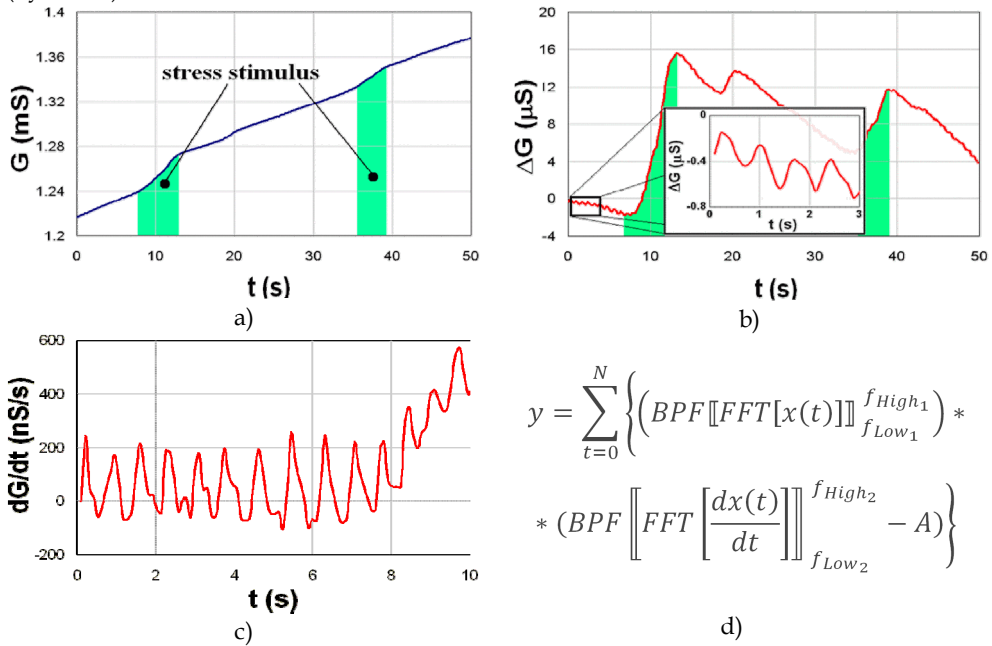 1.4
1.36
1.32
1.28
1.24
1.2
G (mS)
stress stimulus
0 10 20 30 40 50
t (s)
a)
20
16
12
8
4
0
-4
ΔG (µS)
0
-0.4
-0.8
ΔG (µS)
0 1 2 3
t (s)
0 10 20 30 40 50
t (s)
b)
600
400
200
0
-200
dG/dt (nS/s)
0 2 4 6 8 10
t (s)
c)
y = ∑_{t=0}^{N} {(BPF⟦FFT[x(t)]⟧_{f_{Low_1}}^{f_{High_1}}) *
* (BPF⟦FFT[dx(t)/dt]⟧_{f_{Low_2}}^{f_{High_2}} − A)}
d)